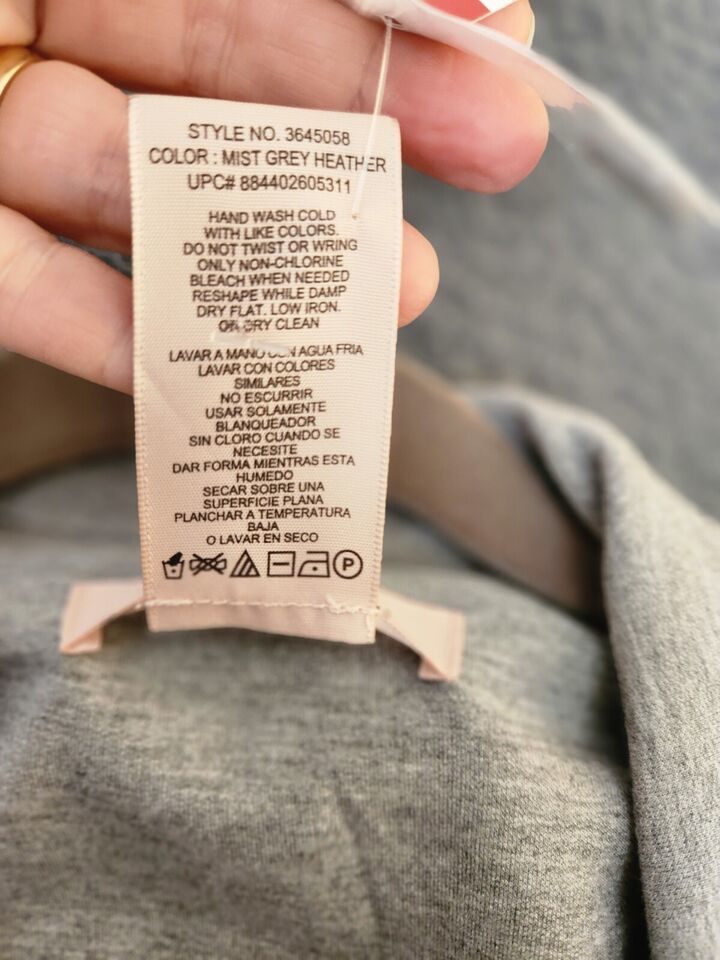 STYLE NO. 3645058
COLOR : MIST GREY HEATHER
UPC# 884402605311
HAND WASH COLD
WITH LIKE COLORS.
DO NOT TWIST OR WRING
ONLY NON-CHLORINE
BLEACH WHEN NEEDED
RESHAPE WHILE DAMP
DRY FLAT. LOW IRON.
OR DRY CLEAN
LAVAR A MANO CON AGUA FRIA
LAVAR CON COLORES
SIMILARES
NO ESCURRIR
USAR SOLAMENTE
BLANQUEADOR
SIN CLORO CUANDO SE
NECESITE
DAR FORMA MIENTRAS ESTA
HUMEDO
SECAR SOBRE UNA
SUPERFICIE PLANA
PLANCHAR A TEMPERATURA
BAJA
O LAVAR EN SECO
P